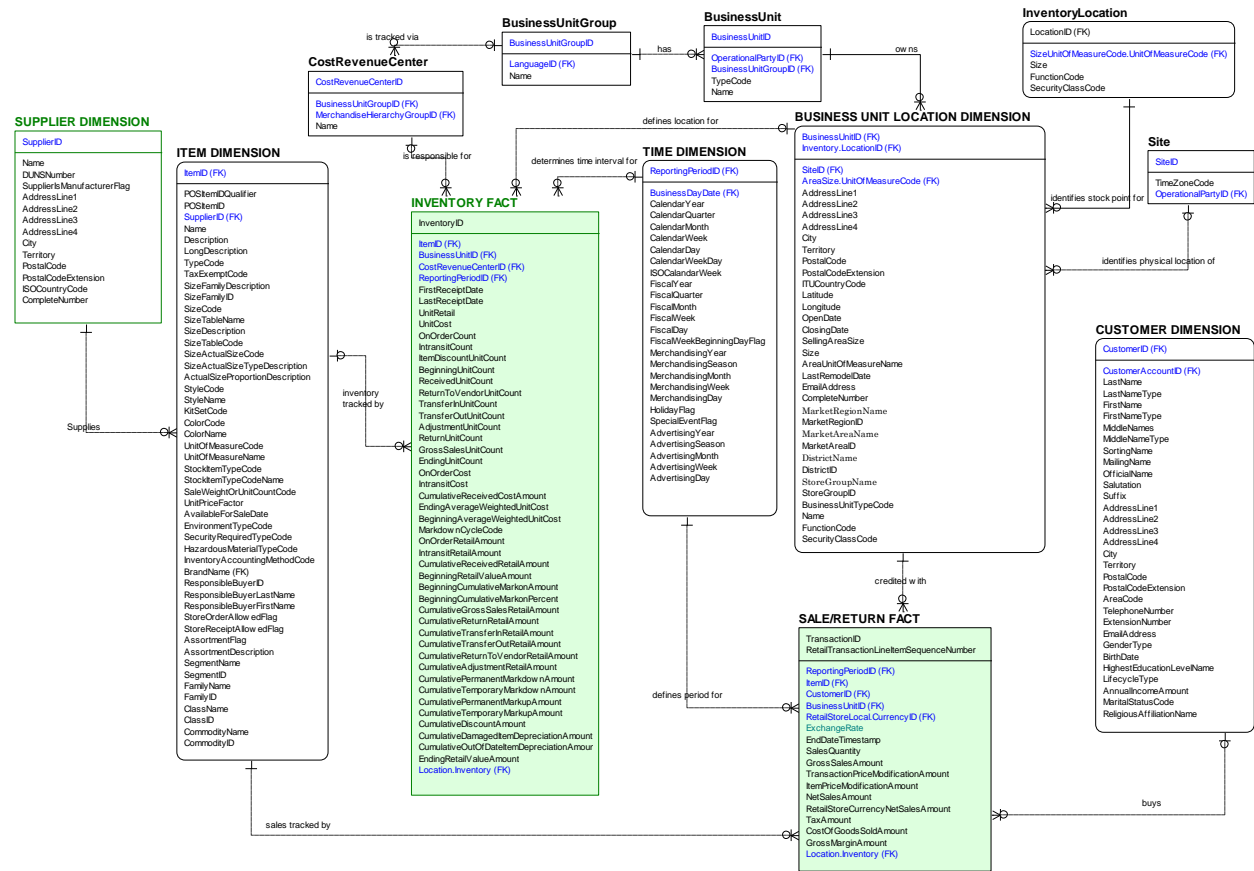 BusinessUnitGroup
BusinessUnitGroupID
LanguageID (FK)
Name
BusinessUnit
BusinessUnitID
OperationalPartyID (FK)
BusinessUnitGroupID (FK)
TypeCode
Name
InventoryLocation
LocationID (FK)
SizeUnitOfMeasureCode.UnitOfMeasureCode (FK)
Size
FunctionCode
SecurityClassCode
is tracked via
has
owns
CostRevenueCenter
CostRevenueCenterID
BusinessUnitGroupID (FK)
MerchandiseHierarchyGroupID (FK)
Name
is responsible for
defines location for
determines time interval for
SUPPLIER DIMENSION
SupplierID
Name
DUNSNumber
SupplierIsManufacturerFlag
AddressLine1
AddressLine2
AddressLine3
AddressLine4
City
Territory
PostalCode
PostalCodeExtension
ISOCountryCode
CompleteNumber
Supplies
ITEM DIMENSION
ItemID (FK)
POSItemIDQualifier
POSItemID
SupplierID (FK)
Name
Description
LongDescription
TypeCode
TaxExemptCode
SizeFamilyDescription
SizeFamilyID
SizeCode
SizeTableName
SizeDescription
SizeTableCode
SizeActualSizeCode
SizeActualSizeTypeDescription
ActualSizeProportionDescription
StyleCode
StyleName
KitSetCode
ColorCode
ColorName
UnitOfMeasureCode
UnitOfMeasureName
StockItemTypeCode
StockItemTypeCodeName
SaleWeightOrUnitCountCode
UnitPriceFactor
AvailableForSaleDate
EnvironmentTypeCode
SecurityRequiredTypeCode
HazardousMaterialTypeCode
InventoryAccountingMethodCode
BrandName (FK)
ResponsibleBuyerID
ResponsibleBuyerLastName
ResponsibleBuyerFirstName
StoreOrderAllowedFlag
StoreReceiptAllowedFlag
AssortmentFlag
AssortmentDescription
SegmentName
SegmentID
FamilyName
FamilyID
ClassName
ClassID
CommodityName
CommodityID
inventory
tracked by
sales tracked by
INVENTORY FACT
InventoryID
ItemID (FK)
BusinessUnitID (FK)
CostRevenueCenterID (FK)
ReportingPeriodID (FK)
FirstReceiptDate
LastReceiptDate
UnitRetail
UnitCost
OnOrderCount
IntransitCount
ItemDiscountUnitCount
BeginningUnitCount
ReceivedUnitCount
ReturnToVendorUnitCount
TransferInUnitCount
TransferOutUnitCount
AdjustmentUnitCount
ReturnUnitCount
GrossSalesUnitCount
EndingUnitCount
OnOrderCost
IntransitCost
CumulativeReceivedCostAmount
EndingAverageWeightedUnitCost
BeginningAverageWeightedUnitCost
MarkdownCycleCode
OnOrderRetailAmount
IntransitRetailAmount
CumulativeReceivedRetailAmount
BeginningRetailValueAmount
BeginningCumulativeMarkonAmount
BeginningCumulativeMarkonPercent
CumulativeGrossSalesRetailAmount
CumulativeReturnRetailAmount
CumulativeTransferInRetailAmount
CumulativeTransferOutRetailAmount
CumulativeReturnToVendorRetailAmount
CumulativeAdjustmentRetailAmount
CumulativePermanentMarkdownAmount
CumulativeTemporaryMarkdownAmount
CumulativePermanentMarkupAmount
CumulativeTemporaryMarkupAmount
CumulativeDiscountAmount
CumulativeDamagedItemDepreciationAmount
CumulativeOutOfDateItemDepreciationAmour
EndingRetailValueAmount
Location.Inventory (FK)
TIME DIMENSION
ReportingPeriodID (FK)
BusinessDayDate (FK)
CalendarYear
CalendarQuarter
CalendarMonth
CalendarWeek
CalendarDay
CalendarWeekDay
ISOCalandarWeek
FiscalYear
FiscalQuarter
FiscalMonth
FiscalWeek
FiscalDay
FiscalWeekBeginningDayFlag
MerchandisingYear
MerchandisingSeason
MerchandisingMonth
MerchandisingWeek
MerchandisingDay
HolidayFlag
SpecialEventFlag
AdvertisingYear
AdvertisingSeason
AdvertisingMonth
AdvertisingWeek
AdvertisingDay
defines period for
BUSINESS UNIT LOCATION DIMENSION
BusinessUnitID (FK)
Inventory.LocationID (FK)
SiteID (FK)
AreaSize.UnitOfMeasureCode (FK)
AddressLine1
AddressLine2
AddressLine3
AddressLine4
City
Territory
PostalCode
PostalCodeExtension
ITUCountryCode
Latitude
Longitude
OpenDate
ClosingDate
SellingAreaSize
Size
AreaUnitOfMeasureName
LastRemodelDate
EmailAddress
CompleteNumber
MarketRegionName
MarketRegionID
MarketAreaName
MarketAreaID
DistrictName
DistrictID
StoreGroupName
StoreGroupID
BusinessUnitTypeCode
Name
FunctionCode
SecurityClassCode
credited with
Site
SiteID
TimeZoneCode
OperationalPartyID (FK)
identifies stock point for
identifies physical location of
CUSTOMER DIMENSION
CustomerID (FK)
CustomerAccountID (FK)
LastName
LastNameType
FirstName
FirstNameType
MiddleNames
MiddleNameType
SortingName
MailingName
OfficialName
Salutation
Suffix
AddressLine1
AddressLine2
AddressLine3
AddressLine4
City
Territory
PostalCode
PostalCodeExtension
AreaCode
TelephoneNumber
ExtensionNumber
EmailAddress
GenderType
BirthDate
HighestEducationLevelName
LifecycleType
AnnualIncomeAmount
MaritalStatusCode
ReligiousAffiliationName
buys
SALE/RETURN FACT
TransactionID
RetailTransactionLineItemSequenceNumber
ReportingPeriodID (FK)
ItemID (FK)
CustomerID (FK)
BusinessUnitID (FK)
RetailStoreLocal.CurrencyID (FK)
ExchangeRate
EndDateTimestamp
SalesQuantity
GrossSalesAmount
TransactionPriceModificationAmount
ItemPriceModificationAmount
NetSalesAmount
RetailStoreCurrencyNetSalesAmount
TaxAmount
CostOfGoodsSoldAmount
GrossMarginAmount
Location.Inventory (FK)